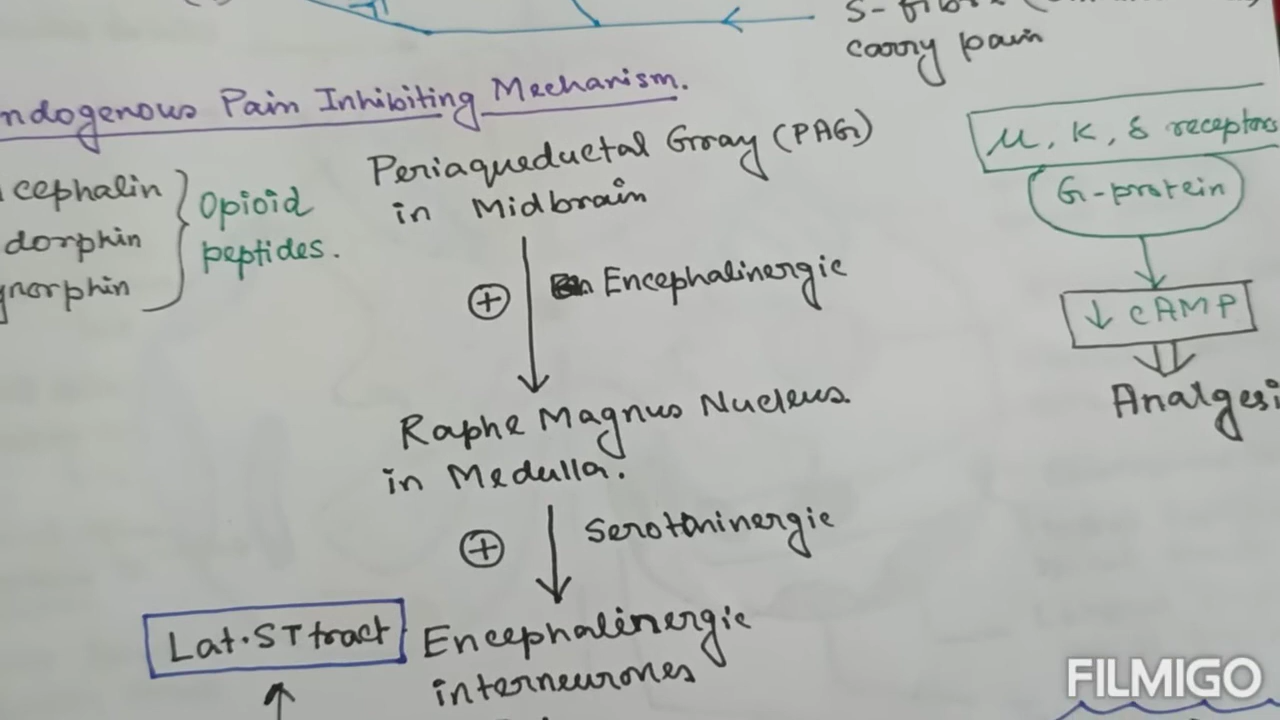 carry pain
ndogenous Pain Inhibiting Mechanism.
cephalin
dorphin
norphin
Opioid
peptides.
Periaqueductal Gray (PAG)
in Midbrain
+
Encephalinergic
Raphe Magnus Nucleus
in Medulla.
+
Serotoninergic
Lat. ST tract
Encephalinergic
interneurones
μ, K, δ receptors
G-protein
↓ cAMP
Analgesi
FILMIGO